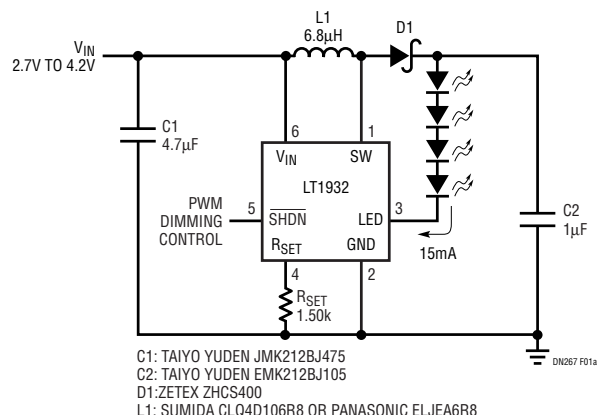 L1
6.8µH
D1
VIN
2.7V TO 4.2V
C1
4.7µF
6
1
VIN
SW
LT1932
PWM
DIMMING
CONTROL
5
SHDN
LED
3
RSET
GND
15mA
C2
1µF
4
2
RSET
1.50k
DN267 F01a
C1: TAIYO YUDEN JMK212BJ475
C2: TAIYO YUDEN EMK212BJ105
D1:ZETEX ZHCS400
L1: SUMIDA CLQ4D106R8 OR PANASONIC ELJEA6R8